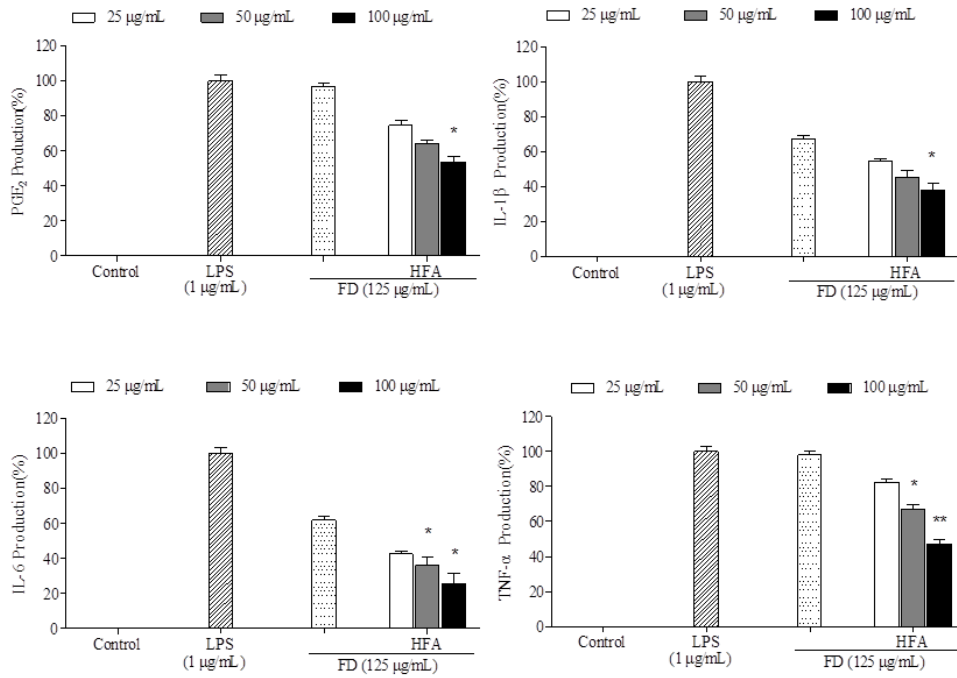 25 μg/mL 50 μg/mL 100 μg/mL
120
100
80
60
40
20
0
PGE2 Production(%)
*
Control LPS HFA
(1 μg/mL) FD (125 μg/mL)
25 μg/mL 50 μg/mL 100 μg/mL
120
100
80
60
40
20
0
IL-1β Production(%)
*
Control LPS HFA
(1 μg/mL) FD (125 μg/mL)
25 μg/mL 50 μg/mL 100 μg/mL
120
100
80
60
40
20
0
IL-6 Production(%)
* *
Control LPS HFA
(1 μg/mL) FD (125 μg/mL)
25 μg/mL 50 μg/mL 100 μg/mL
120
100
80
60
40
20
0
TNF-α Production(%)
* **
Control LPS HFA
(1 μg/mL) FD (125 μg/mL)